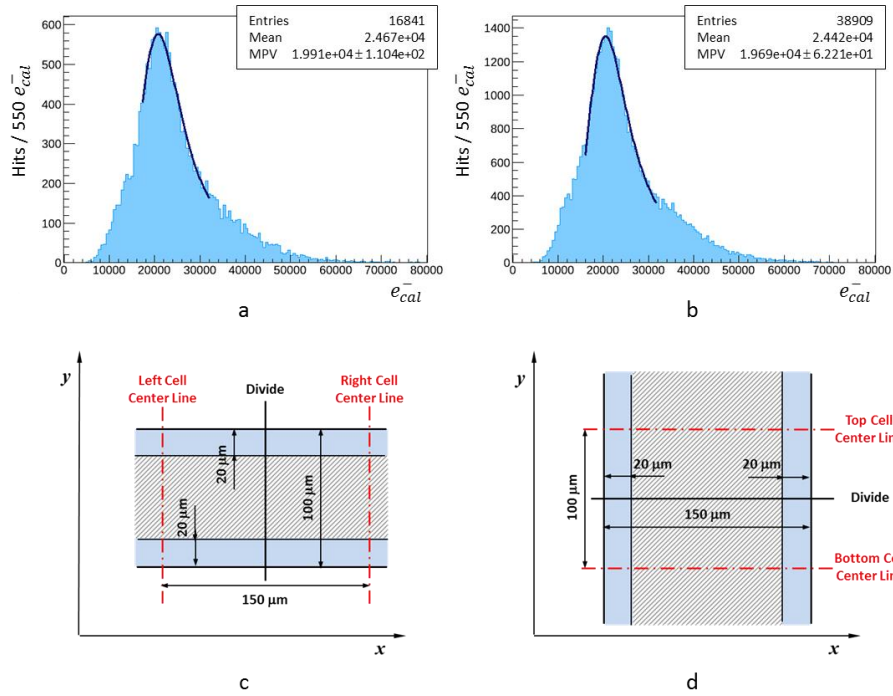 Entries 16841
Mean 2.467e+04
MPV 1.991e+04 ± 1.104e+02
Hits / 550 e⁻cal
600
500
400
300
200
100
0
0 10000 20000 30000 40000 50000 60000 70000 80000
e⁻cal
a
Entries 38909
Mean 2.442e+04
MPV 1.969e+04 ± 6.221e+01
Hits / 550 e⁻cal
1400
1200
1000
800
600
400
200
0
0 10000 20000 30000 40000 50000 60000 70000 80000
e⁻cal
b
y
Left Cell
Center Line
Divide
Right Cell
Center Line
20 μm
20 μm
100 μm
150 μm
x
c
y
Top Cell
Center Lin
20 μm 20 μm
Divide
100 μm
150 μm
Bottom Ce
Center Lin
x
d